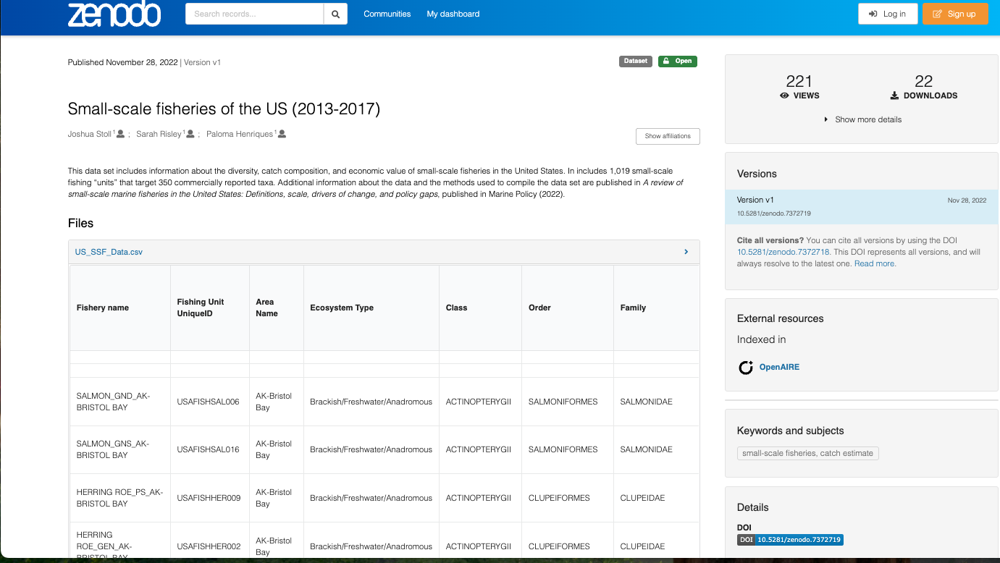 zenodo
Search records...
Communities
My dashboard
Log in
Sign up
Published November 28, 2022 | Version v1
Dataset
Open
Small-scale fisheries of the US (2013-2017)
Joshua Stoll1 ; Sarah Risley1 ; Paloma Henriques1
Show affiliations
This data set includes information about the diversity, catch composition, and economic value of small-scale fisheries in the United States. In includes 1,019 small-scale
fishing “units” that target 350 commercially reported taxa. Additional information about the data and the methods used to compile the data set are published in A review of
small-scale marine fisheries in the United States: Definitions, scale, drivers of change, and policy gaps, published in Marine Policy (2022).
Files
US_SSF_Data.csv
Fishery name
Fishing Unit
UniqueID
Area
Name
Ecosystem Type
Class
Order
Family
SALMON_GND_AK-
BRISTOL BAY
USAFISHSAL006
AK-Bristol
Bay
Brackish/Freshwater/Anadromous
ACTINOPTERYGII
SALMONIFORMES
SALMONIDAE
SALMON_GNS_AK-
BRISTOL BAY
USAFISHSAL016
AK-Bristol
Bay
Brackish/Freshwater/Anadromous
ACTINOPTERYGII
SALMONIFORMES
SALMONIDAE
HERRING ROE_PS_AK-
BRISTOL BAY
USAFISHHER009
AK-Bristol
Bay
Brackish/Freshwater/Anadromous
ACTINOPTERYGII
CLUPEIFORMES
CLUPEIDAE
HERRING
ROE_GEN_AK-
BRISTOL BAY
USAFISHHER002
AK-Bristol
Bay
Brackish/Freshwater/Anadromous
ACTINOPTERYGII
CLUPEIFORMES
CLUPEIDAE
221
VIEWS
22
DOWNLOADS
Show more details
Versions
Version v1
Nov 28, 2022
10.5281/zenodo.7372719
Cite all versions? You can cite all versions by using the DOI
10.5281/zenodo.7372718. This DOI represents all versions, and will
always resolve to the latest one. Read more.
External resources
Indexed in
OpenAIRE
Keywords and subjects
small-scale fisheries, catch estimate
Details
DOI
DOI 10.5281/zenodo.7372719